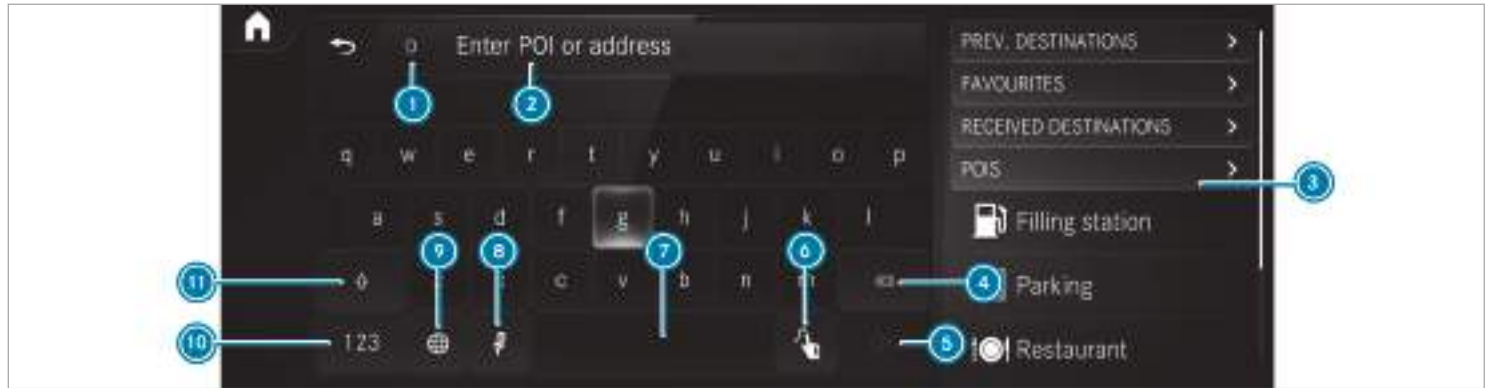 D Enter POI or address
1 2
q w e r t y u i o p
a s d f g h j k l
9 8 7 6
c v b n m
11
123
10
PREV. DESTINATIONS
FAVOURITES
RECEIVED DESTINATIONS
POIS
3
Filling station
4 Parking
5 Restaurant